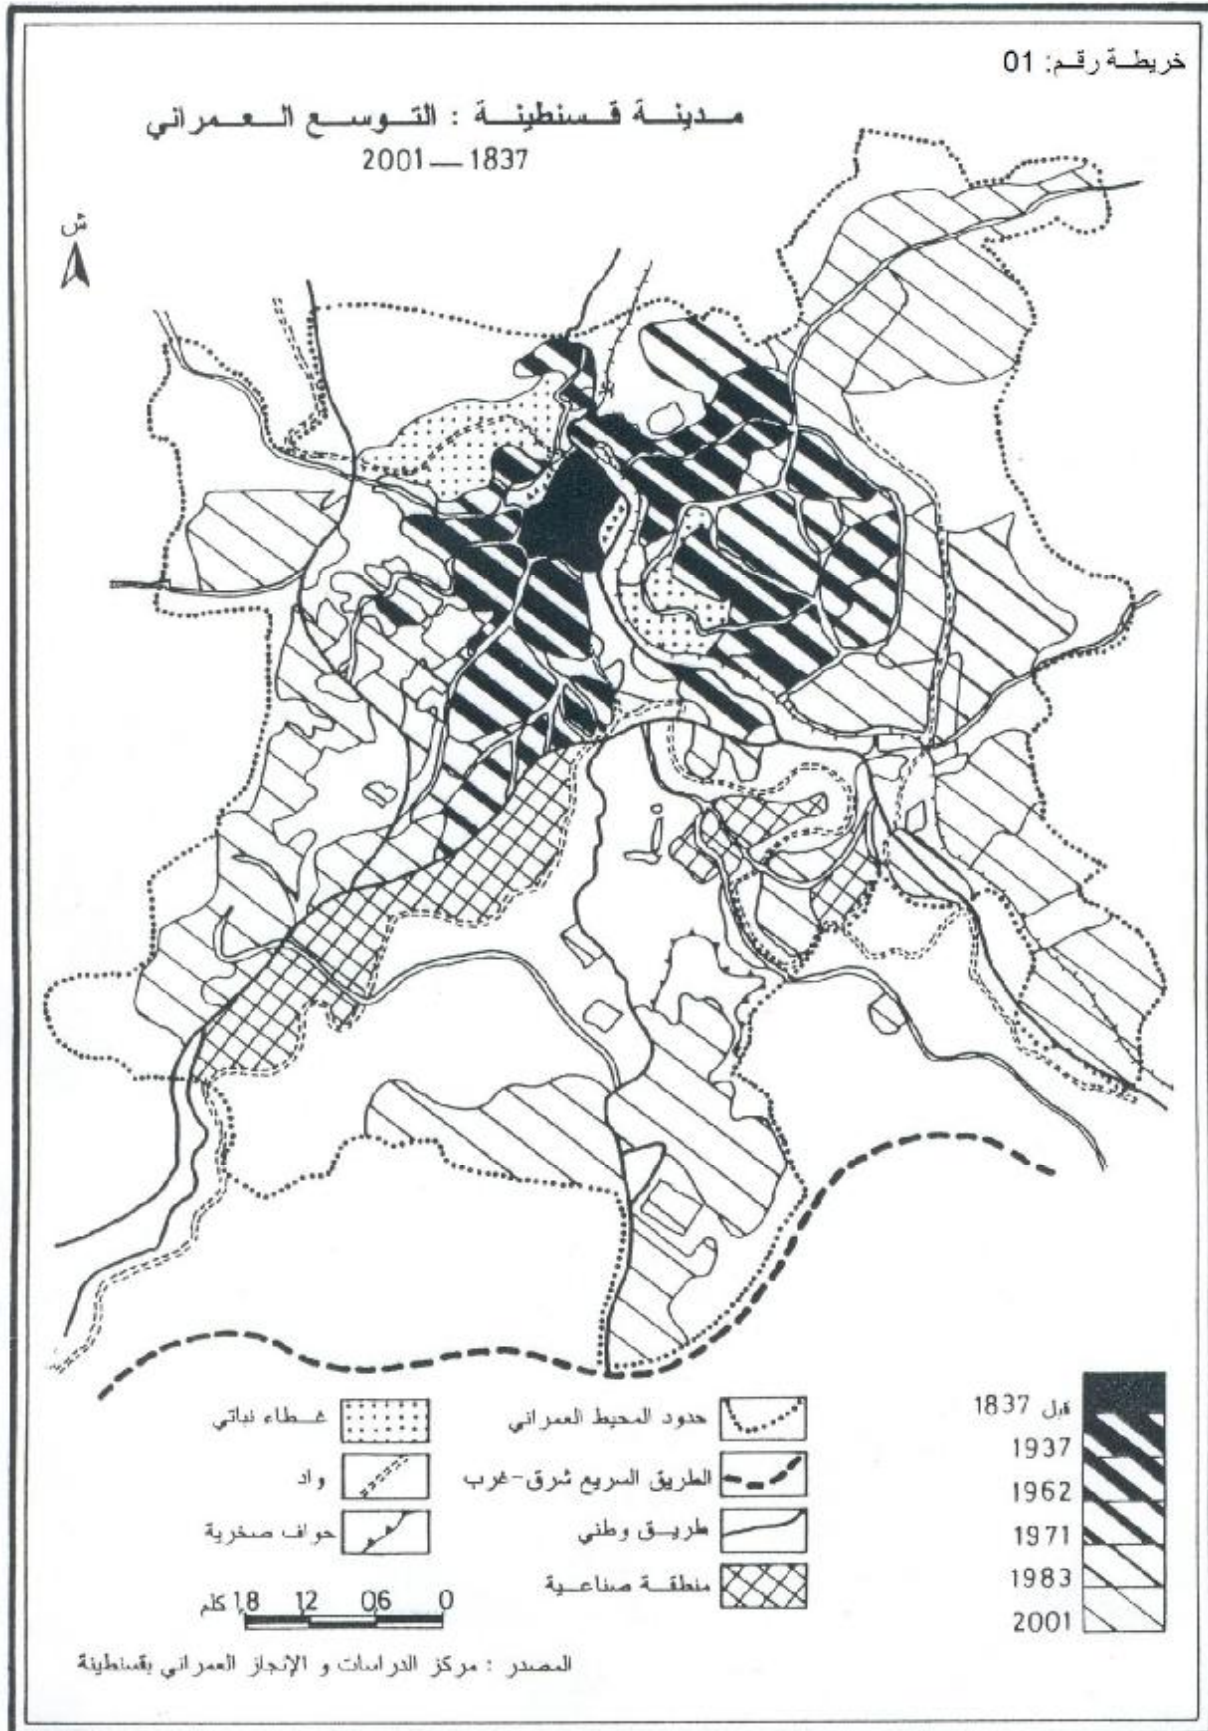 خريطة رقم: 01
مدينة قسنطينة : التوسع العمراني
1837—2001
ش
قبل 1837
1937
1962
1971
1983
2001
حدود المحيط العمراني
الطريق السريع شرق-غرب
طريق وطني
منطقة صناعية
غطاء نباتي
واد
حواف صخرية
0 0,6 1,2 1,8 كلم
المصدر : مركز الدراسات و الإنجاز العمراني بقسنطينة